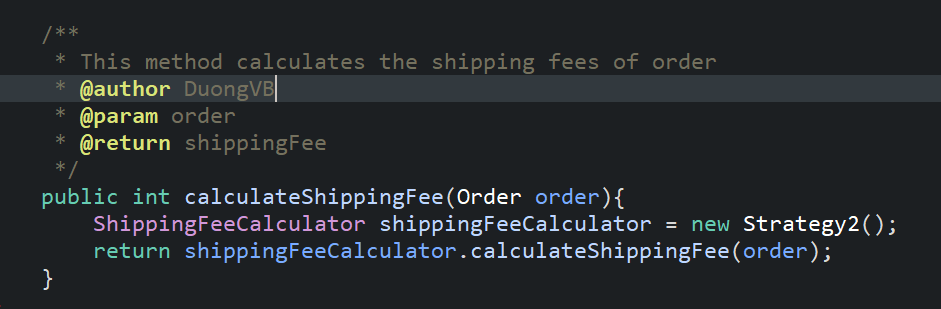 /**
 * This method calculates the shipping fees of order
 * @author DuongVB
 * @param order
 * @return shippingFee
 */
public int calculateShippingFee(Order order){
    ShippingFeeCalculator shippingFeeCalculator = new Strategy2();
    return shippingFeeCalculator.calculateShippingFee(order);
}